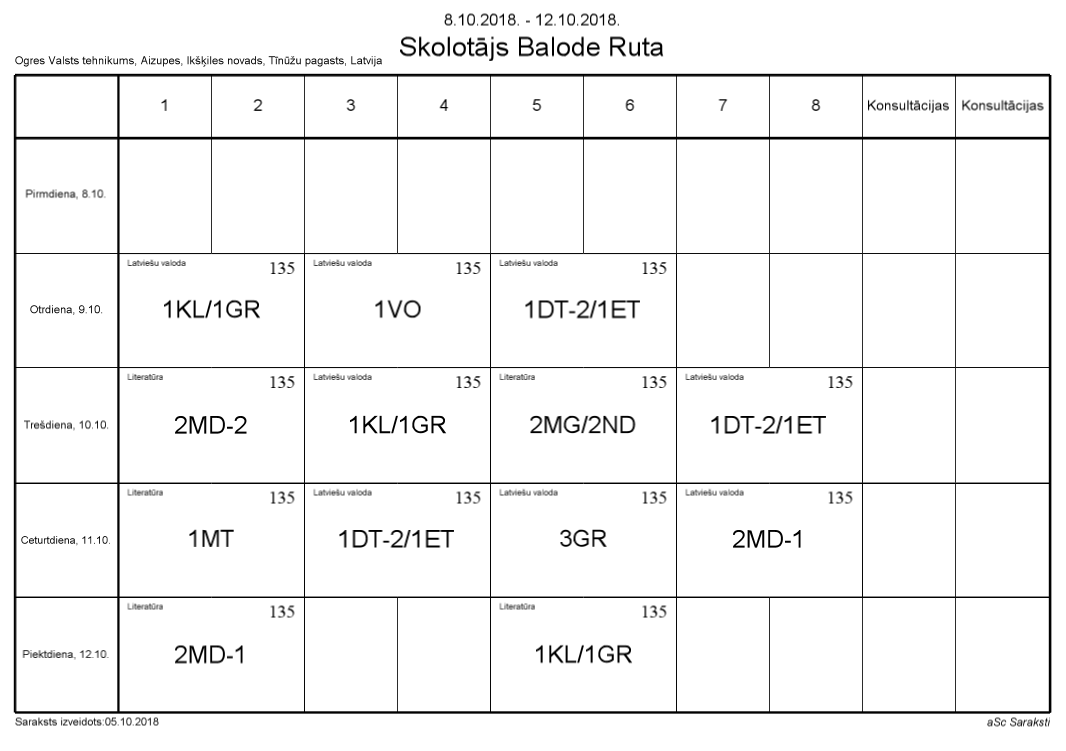 8.10.2018. - 12.10.2018.
Skolotājs Balode Ruta
Ogres Valsts tehnikums, Aizupes, Ikšķiles novads, Tīnūžu pagasts, Latvija
1 2 3 4 5 6 7 8 Konsultācijas Konsultācijas
Pirmdiena, 8.10.
Latviešu valoda 135 Latviešu valoda 135 Latviešu valoda 135
Otrdiena, 9.10. 1KL/1GR 1VO 1DT-2/1ET
Literatūra 135 Latviešu valoda 135 Literatūra 135 Latviešu valoda 135
Trešdiena, 10.10. 2MD-2 1KL/1GR 2MG/2ND 1DT-2/1ET
Literatūra 135 Latviešu valoda 135 Latviešu valoda 135 Latviešu valoda 135
Ceturtdiena, 11.10. 1MT 1DT-2/1ET 3GR 2MD-1
Literatūra 135 Literatūra 135
Piektdiena, 12.10. 2MD-1 1KL/1GR
Saraksts izveidots:05.10.2018 aSc Saraksti